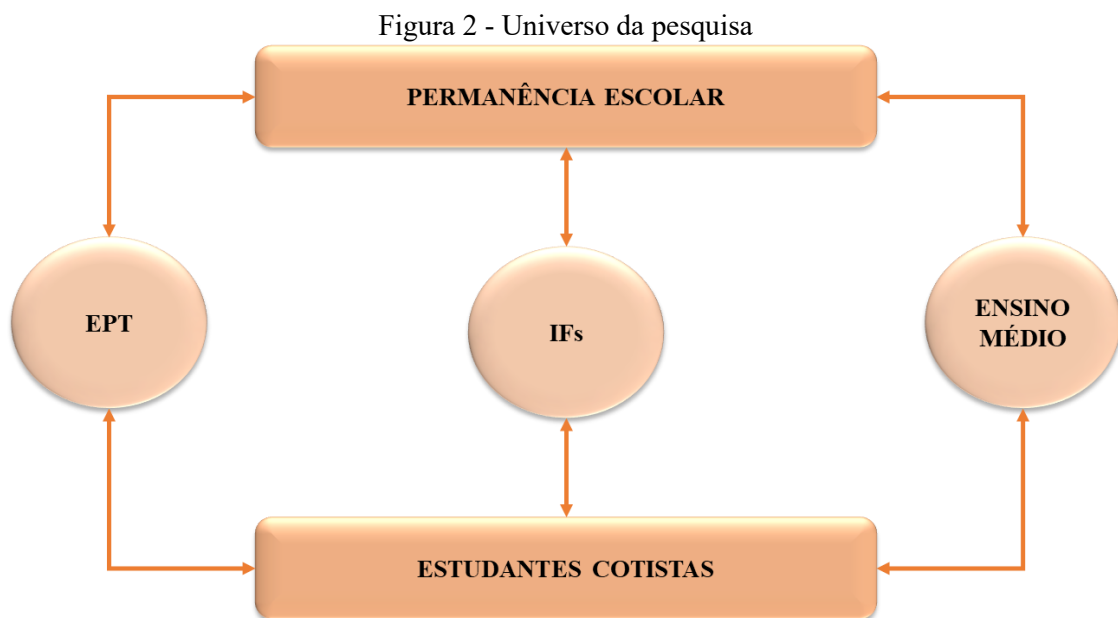 Figura 2 - Universo da pesquisa
PERMANÊNCIA ESCOLAR
EPT
IFs
ENSINO
MÉDIO
ESTUDANTES COTISTAS